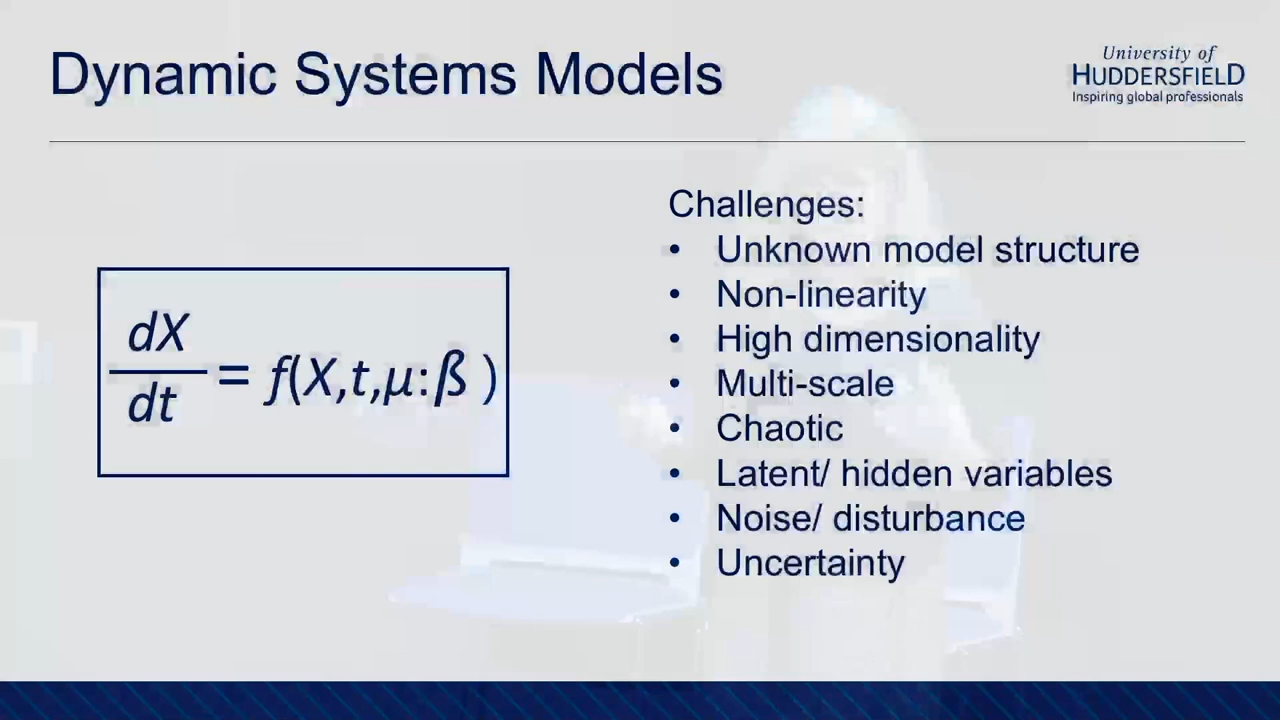 Dynamic Systems Models
University of
HUDDERSFIELD
Inspiring global professionals
dX
dt
= f(X,t,μ:ß )
Challenges:
• Unknown model structure
• Non-linearity
• High dimensionality
• Multi-scale
• Chaotic
• Latent/ hidden variables
• Noise/ disturbance
• Uncertainty